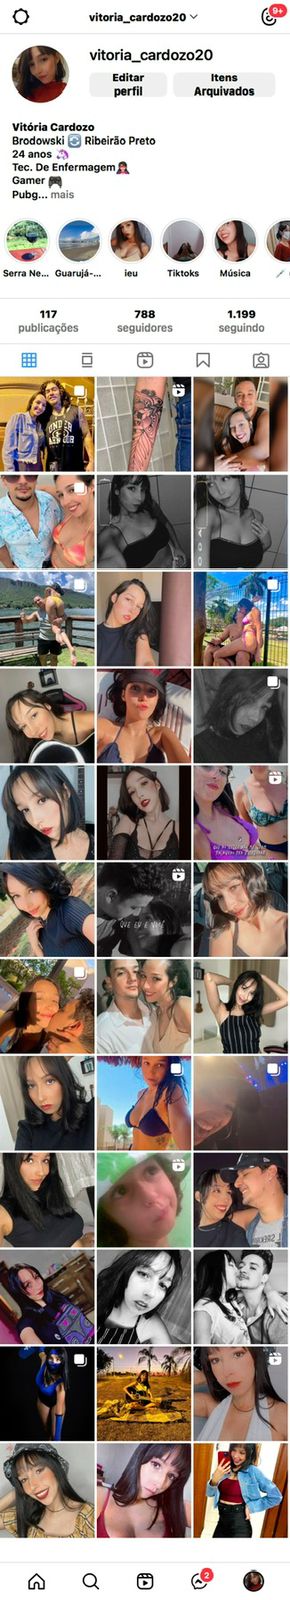 vitoria_cardozo20
9+
vitoria_cardozo20
Editar perfil
Itens Arquivados
Vitória Cardozo
Brodowski 🔄 Ribeirão Preto
24 anos 🦄
Tec. De Enfermagem
Gamer 🎮
Pubg... mais
Serra Ne...
Guarujá-...
ieu
Tiktoks
Música
117
788
1.199
publicações
seguidores
seguindo
QUE EU E VOCÊ
2